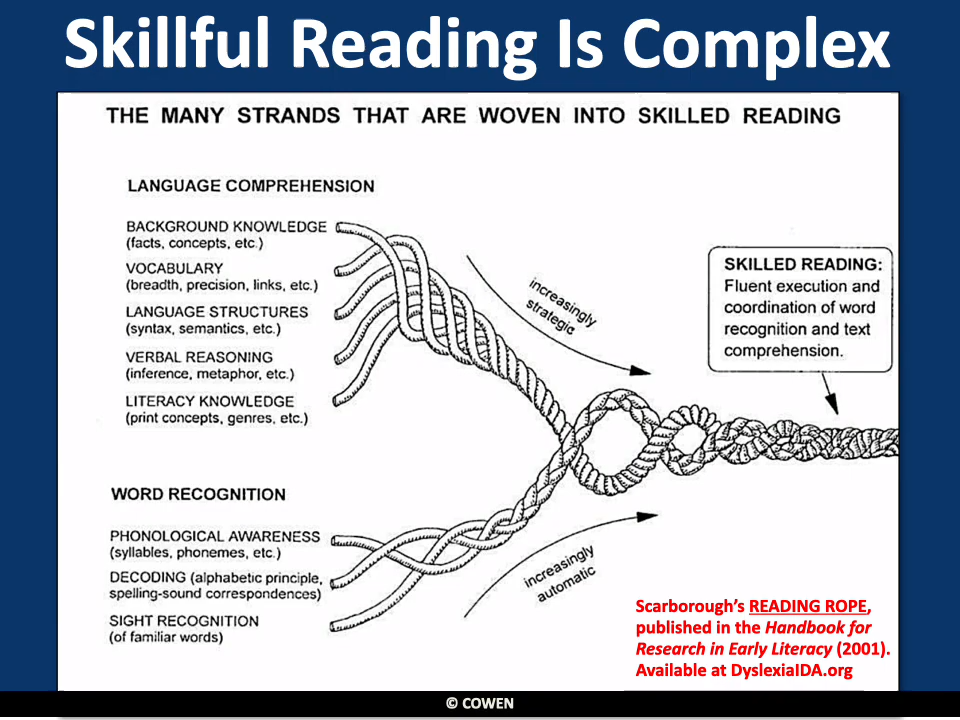 Skillful Reading Is Complex
THE MANY STRANDS THAT ARE WOVEN INTO SKILLED READING
LANGUAGE COMPREHENSION
BACKGROUND KNOWLEDGE
(facts, concepts, etc.)
VOCABULARY
(breadth, precision, links, etc.)
LANGUAGE STRUCTURES
(syntax, semantics, etc.)
VERBAL REASONING
(inference, metaphor, etc.)
LITERACY KNOWLEDGE
(print concepts, genres, etc.)
increasingly
strategic
SKILLED READING:
Fluent execution and
coordination of word
recognition and text
comprehension.
WORD RECOGNITION
PHONOLOGICAL AWARENESS
(syllables, phonemes, etc.)
DECODING (alphabetic principle,
spelling-sound correspondences)
SIGHT RECOGNITION
(of familiar words)
increasingly
automatic
Scarborough’s READING ROPE,
published in the Handbook for
Research in Early Literacy (2001).
Available at DyslexiaIDA.org
© COWEN